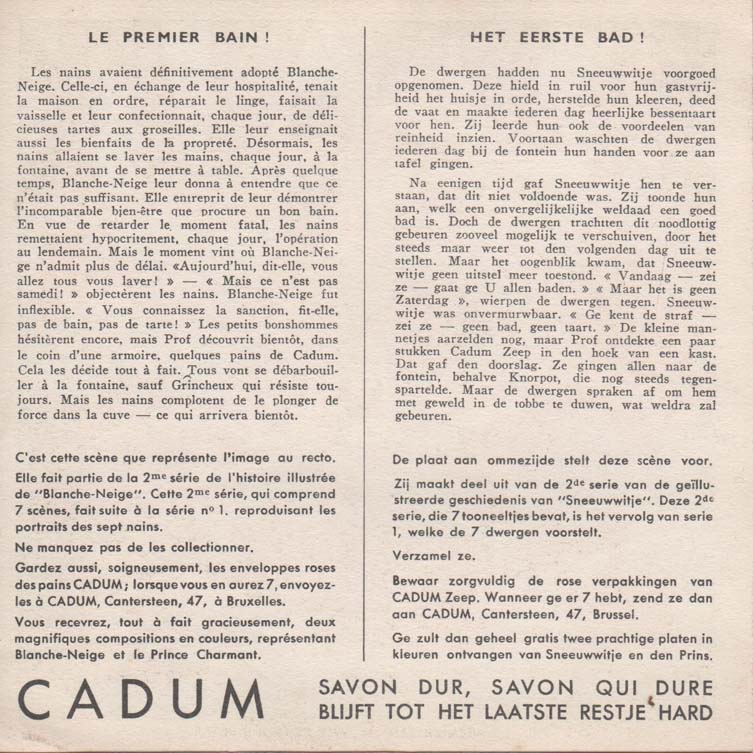 LE PREMIER BAIN !
Les nains avaient définitivement adopté Blanche-
Neige. Celle-ci, en échange de leur hospitalité, tenait
la maison en ordre, réparait le linge, faisait la
vaisselle et leur confectionnait, chaque jour, de déli-
cieuses tartes aux groseilles. Elle leur enseignait
aussi les bienfaits de la propreté. Désormais, les
nains allaient se laver les mains, chaque jour, à la
fontaine, avant de se mettre à table. Après quelque
temps, Blanche-Neige leur donna à entendre que ce
n'était pas suffisant. Elle entreprit de leur démontrer
l'incomparable bjen-être que procure un bon bain.
En vue de retarder le moment fatal, les nains
remettaient hypocritement, chaque jour, l'opération
au lendemain. Mais le moment vint où Blanche-Nei-
ge n'admit plus de délai. «Aujourd'hui, dit-elle, vous
allez tous vous laver ! » — « Mais ce n'est pas
samedi ! » objectèrent les nains. Blanche-Neige fut
inflexible. « Vous connaissez la sanction, fit-elle,
pas de bain, pas de tarte ! » Les petits bonshommes
hésitèrent encore, mais Prof découvrit bientôt, dans
le coin d'une armoire, quelques pains de Cadum.
Cela les décide tout à fait. Tous vont se débarbouil-
ler à la fontaine, sauf Grincheux qui résiste tou-
jours. Mais les nains complotent de le plonger de
force dans la cuve — ce qui arrivera bientôt.
C'est cette scène que représente l'image au recto.
Elle fait partie de la 2me série de l'histoire illustrée
de "Blanche-Neige". Cette 2me série, qui comprend
7 scènes, fait suite à la série nº 1. reproduisant les
portraits des sept nains.
Ne manquez pas de les collectionner.
Gardez aussi, soigneusement, les enveloppes roses
des pains CADUM; lorsque vous en aurez 7, envoyez-
les à CADUM, Cantersteen, 47, à Bruxelles.
Vous recevrez, tout à fait gracieusement, deux
magnifiques compositions en couleurs, représentant
Blanche-Neige et le Prince Charmant.
HET EERSTE BAD !
De dwergen hadden nu Sneeuwwitje voorgoed
opgenomen. Deze hield in ruil voor hun gastvrij-
heid het huisje in orde, herstelde hun kleeren, deed
de vaat en maakte iederen dag heerlijke bessentaart
voor hen. Zij leerde hun ook de voordeelen van
reinheid inzien. Voortaan waschten de dwergen
iederen dag bij de fontein hun handen voor ze aan
tafel gingen.
Na eenigen tijd gaf Sneeuwwitje hen te ver-
staan, dat dit niet voldoende was. Zij toonde hun
aan, welk een onvergelijkelijke weldaad een goed
bad is. Doch de dwergen trachtten dit noodlottig
gebeuren zooveel mogelijk te verschuiven, door het
steeds maar weer tot den volgenden dag uit te
stellen. Maar het oogenblik kwam, dat Sneeuw-
witje geen uitstel meer toestond. « Vandaag — zei
ze — gaat ge U allen baden. » « Maar het is geen
Zaterdag », wierpen de dwergen tegen. Sneeuw-
witje was onvermurwbaar. « Ge kent de straf —
zei ze — geen bad, geen taart. » De kleine man-
netjes aarzelden nog, maar Prof ontdekte een paar
stukken Cadum Zeep in den hoek van een kast.
Dat gaf den doorslag. Ze gingen allen naar de
fontein, behalve Knorpot, die nog steeds tegen-
spartelde. Maar de dwergen spraken af om hem
met geweld in de tobbe te duwen, wat weldra zal
gebeuren.
De plaat aan ommezijde stelt deze scène voor.
Zij maakt deel uit van de 2de serie van de geïllu-
streerde geschiedenis van "Sneeuwwitje". Deze 2de
serie, die 7 tooneeltjes bevat, is het vervolg van serie
1, welke de 7 dwergen voorstelt.
Verzamel ze.
Bewaar zorgvuldig de rose verpakkingen van
CADUM Zeep. Wanneer ge er 7 hebt, zend ze dan
aan CADUM, Cantersteen, 47, Brussel.
Ge zult dan geheel gratis twee prachtige platen in
kleuren ontvangen van Sneeuwwitje en den Prins.
CADUM
SAVON DUR, SAVON QUI DURE
BLIJFT TOT HET LAATSTE RESTJE HARD